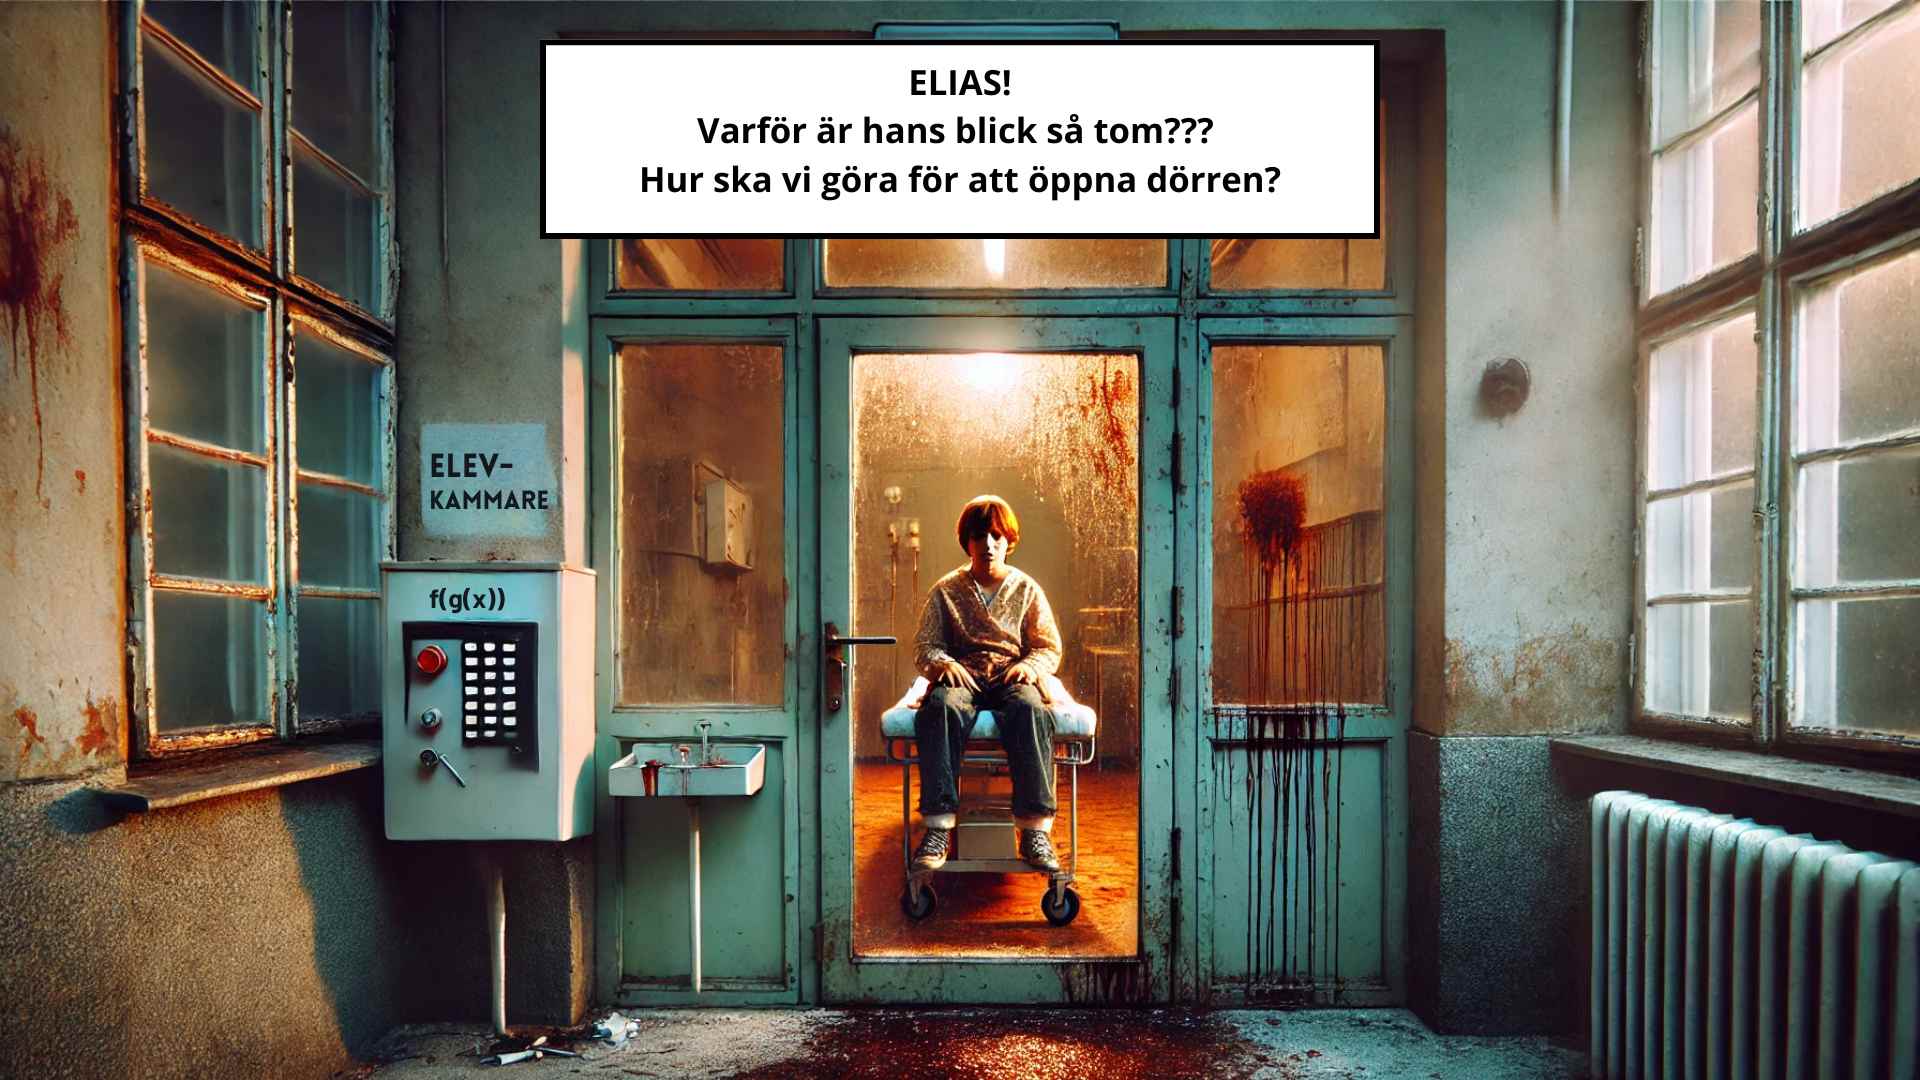 ELIAS!
Varför är hans blick så tom???
Hur ska vi göra för att öppna dörren?
ELEV-
KAMMARE
f(g(x))